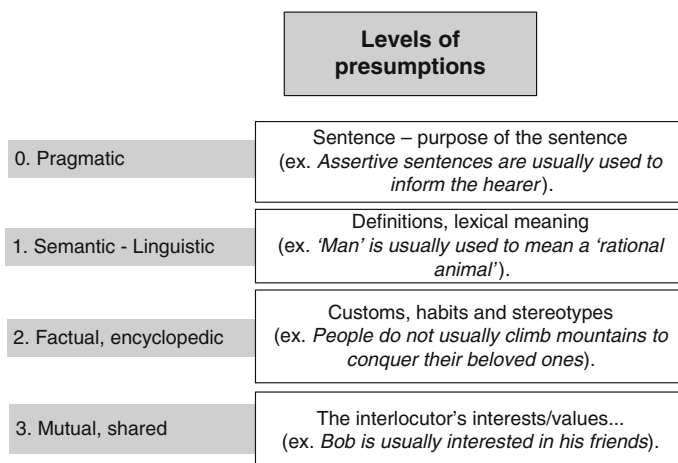 Levels of
presumptions
0. Pragmatic
Sentence – purpose of the sentence
(ex. Assertive sentences are usually used to
inform the hearer).
1. Semantic - Linguistic
Definitions, lexical meaning
(ex. ‘Man’ is usually used to mean a ‘rational
animal’).
2. Factual, encyclopedic
Customs, habits and stereotypes
(ex. People do not usually climb mountains to
conquer their beloved ones).
3. Mutual, shared
The interlocutor’s interests/values...
(ex. Bob is usually interested in his friends).